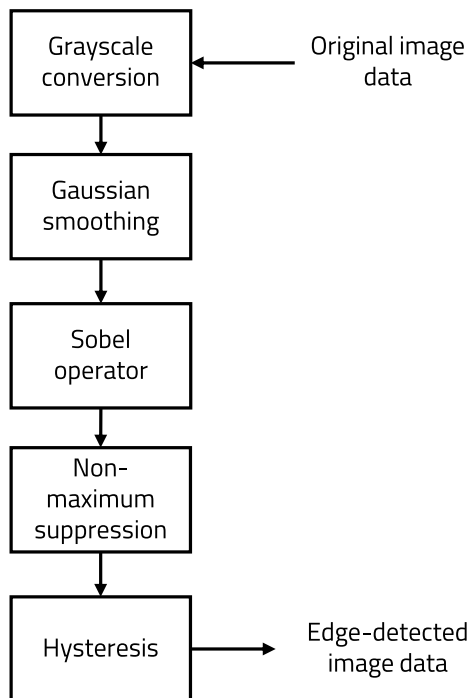 Grayscale
conversion
Original image
data
Gaussian
smoothing
Sobel
operator
Non-
maximum
suppression
Hysteresis
Edge-detected
image data